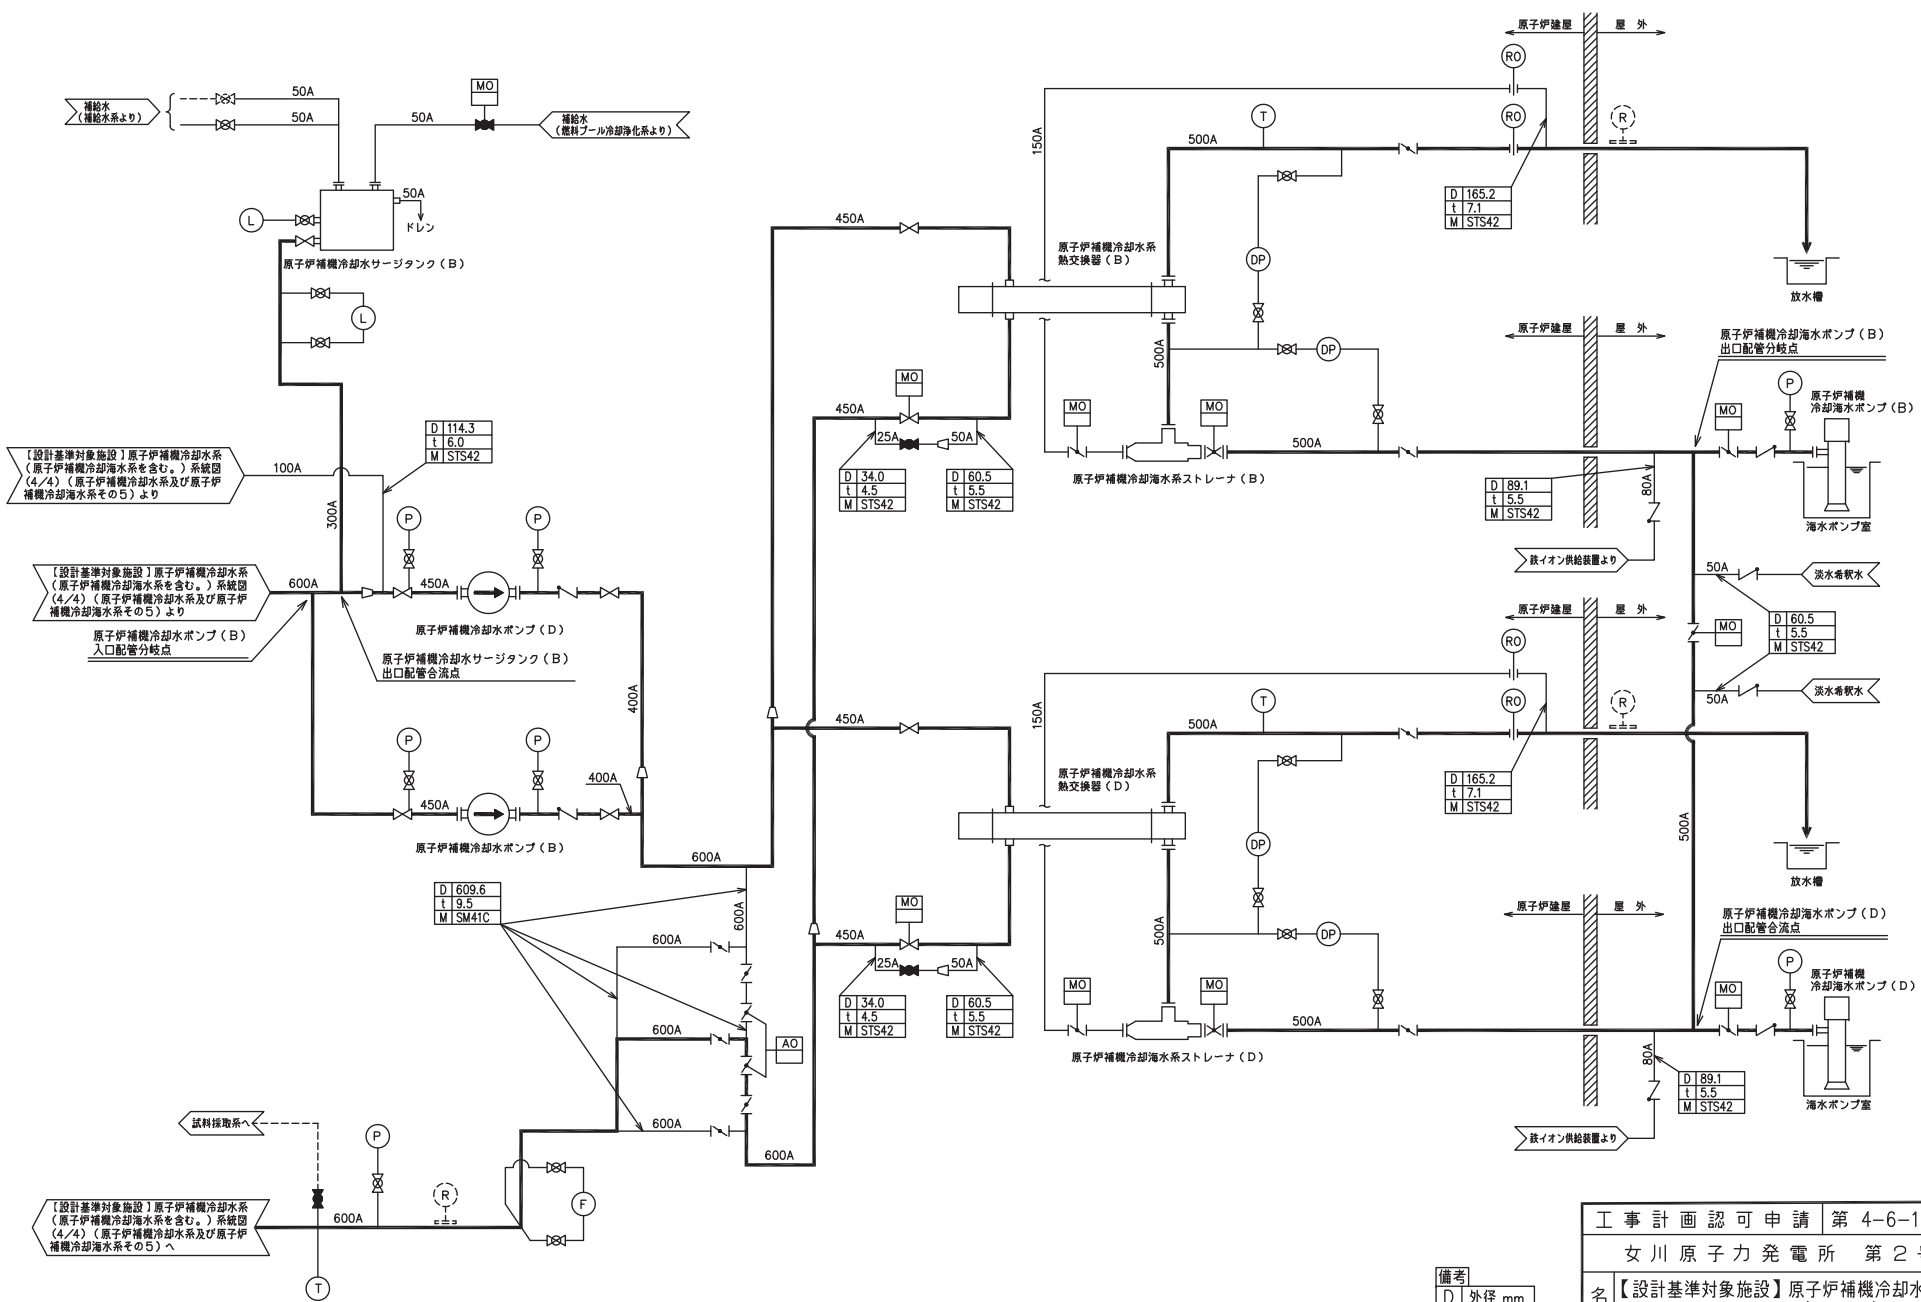 原子炉建屋
屋 外
RO
補給水
(補給水系より)
50A
50A
MO
50A
補給水
(燃料プール冷却浄化系より)
50A
ドレン
L
原子炉補機冷却水サージタンク(B)
L
150A
T
500A
RO
R
D 165.2
t 7.1
M STS42
450A
原子炉補機冷却水系
熱交換器(B)
DP
放水槽
原子炉建屋
屋 外
原子炉補機冷却海水ポンプ(B)
出口配管分岐点
500A
DP
MO
450A
25A
50A
D 34.0
t 4.5
M STS42
D 60.5
t 5.5
M STS42
MO
MO
500A
原子炉補機冷却海水系ストレーナ(B)
MO
P
原子炉補機
冷却海水ポンプ(B)
海水ポンプ室
D 89.1
t 5.5
M STS42
80A
鉄イオン供給装置より
D 114.3
t 6.0
M STS42
【設計基準対象施設】原子炉補機冷却水系
(原子炉補機冷却海水系を含む。)系統図
(4/4)(原子炉補機冷却水系及び原子炉
補機冷却海水系その5)より
100A
300A
P
P
【設計基準対象施設】原子炉補機冷却水系
(原子炉補機冷却海水系を含む。)系統図
(4/4)(原子炉補機冷却水系及び原子炉
補機冷却海水系その5)より
600A
450A
原子炉補機冷却水ポンプ(D)
原子炉補機冷却水ポンプ(B)
入口配管分岐点
原子炉補機冷却水サージタンク(B)
出口配管合流点
400A
50A
淡水希釈水
D 60.5
t 5.5
M STS42
MO
50A
淡水希釈水
原子炉建屋
屋 外
RO
150A
T
500A
RO
R
D 165.2
t 7.1
M STS42
450A
原子炉補機冷却水系
熱交換器(D)
DP
500A
放水槽
P
P
400A
450A
原子炉補機冷却水ポンプ(B)
600A
D 609.6
t 9.5
M SM41C
600A
600A
600A
AO
600A
600A
MO
450A
25A
50A
D 34.0
t 4.5
M STS42
D 60.5
t 5.5
M STS42
500A
DP
原子炉建屋
屋 外
原子炉補機冷却海水ポンプ(D)
出口配管合流点
MO
MO
500A
原子炉補機冷却海水系ストレーナ(D)
MO
P
原子炉補機
冷却海水ポンプ(D)
海水ポンプ室
80A
D 89.1
t 5.5
M STS42
鉄イオン供給装置より
試料採取系へ
P
R
F
【設計基準対象施設】原子炉補機冷却水系
(原子炉補機冷却海水系を含む。)系統図
(4/4)(原子炉補機冷却水系及び原子炉
補機冷却海水系その5)へ
600A
T
備考
D 外径 mm
工事計画認可申請 第 4-6-1
女川原子力発電所 第2
名 【設計基準対象施設】原子炉補機冷却水